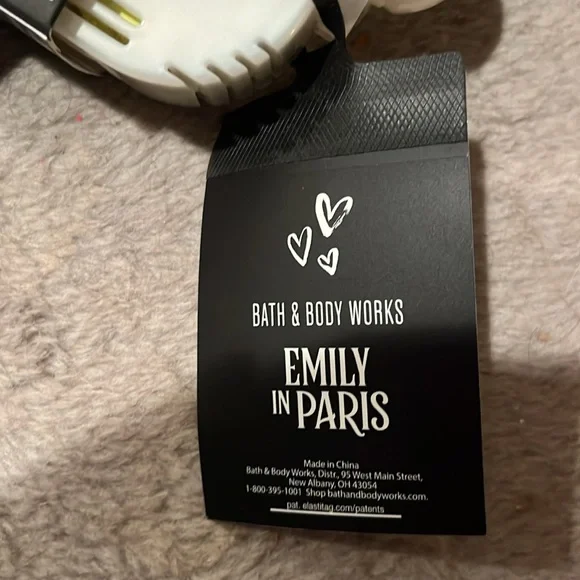 BATH & BODY WORKS
EMILY
IN PARIS
Made in China
Bath & Body Works, Distr., 95 West Main Street,
New Albany, OH 43054
1-800-395-1001 Shop bathandbodyworks.com.
pat. elastitag.com/patents